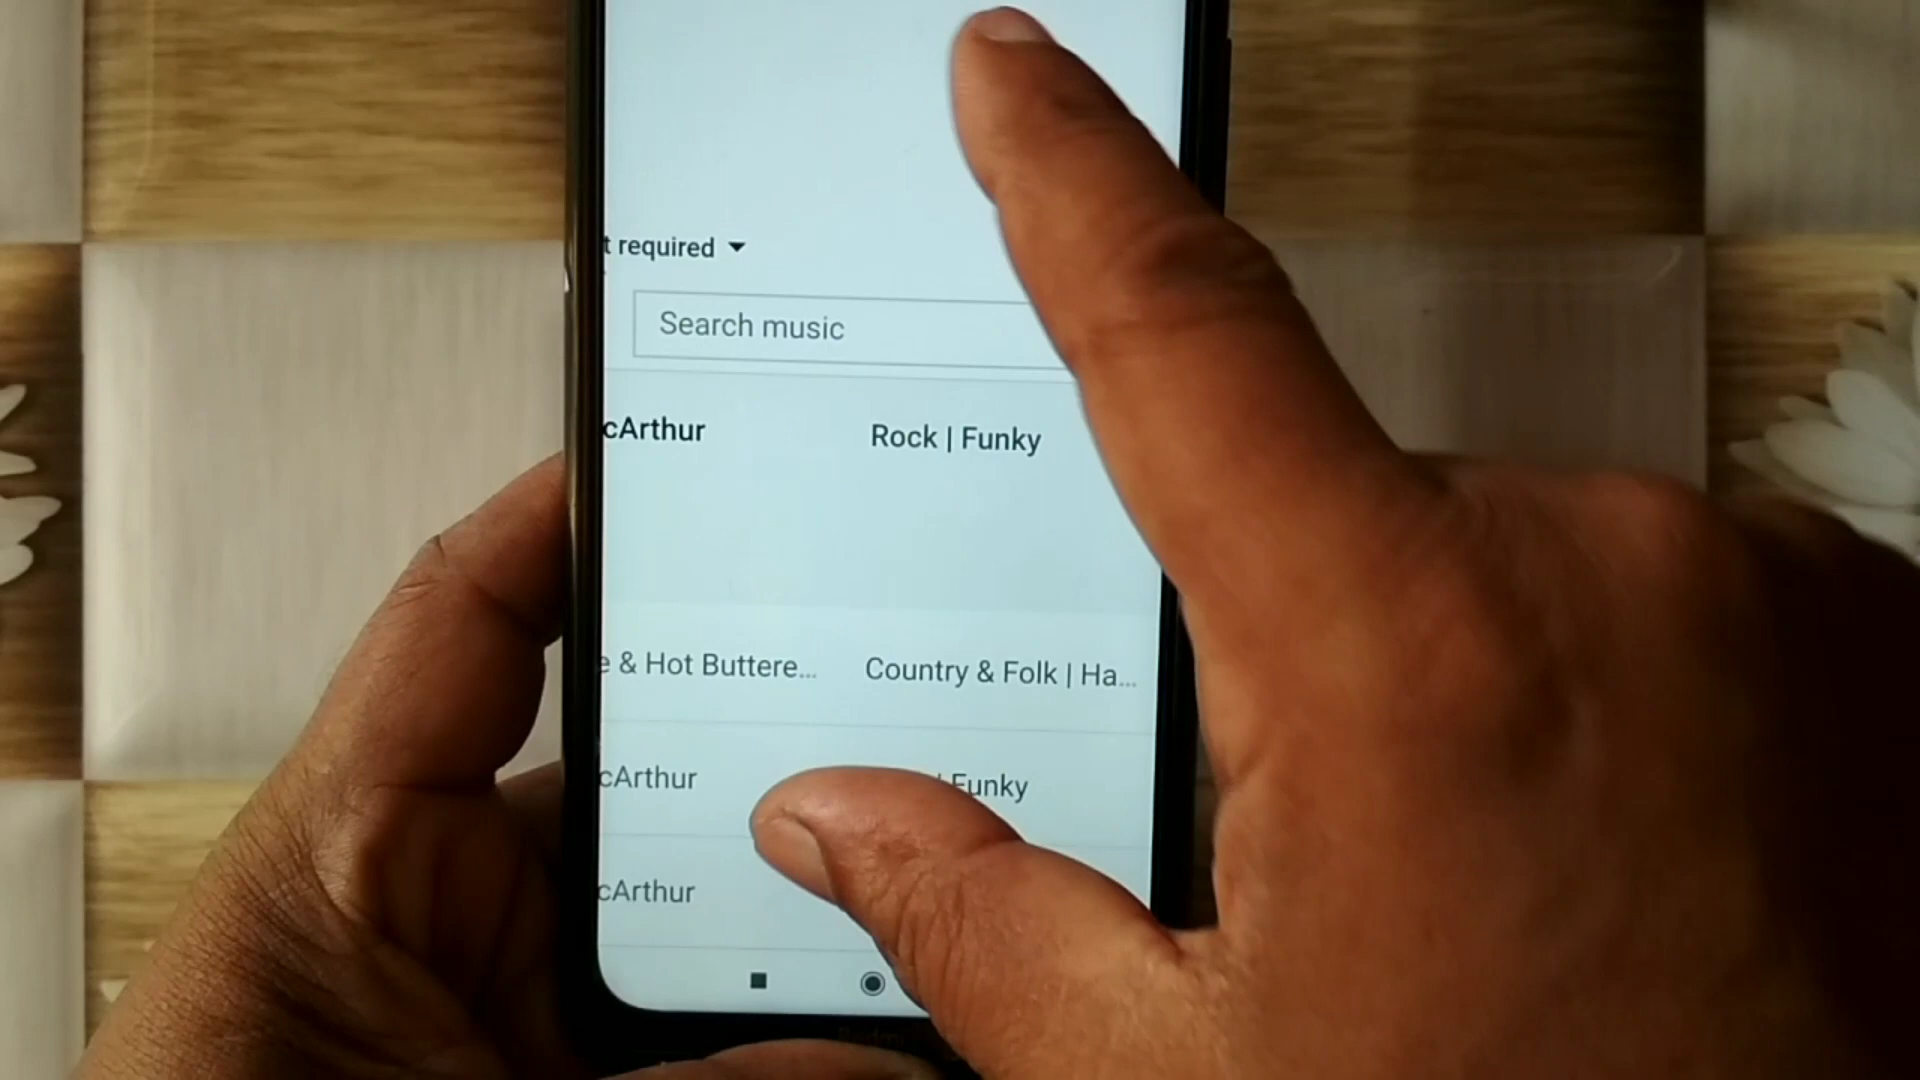 t required
Search music
cArthur
Rock | Funky
e & Hot Buttere...
Country & Folk | Ha...
cArthur
Funky
cArthur